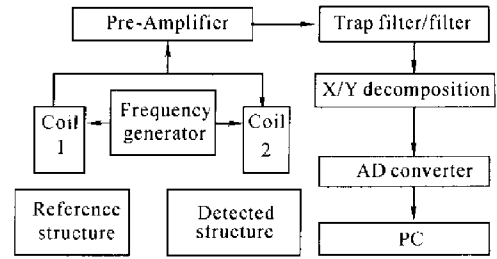 Pre-Amplifier
Trap filter/filter
X/Y decomposition
Coil
1
Frequency
generator
Coil
2
AD converter
Reference
structure
Detected
structure
PC